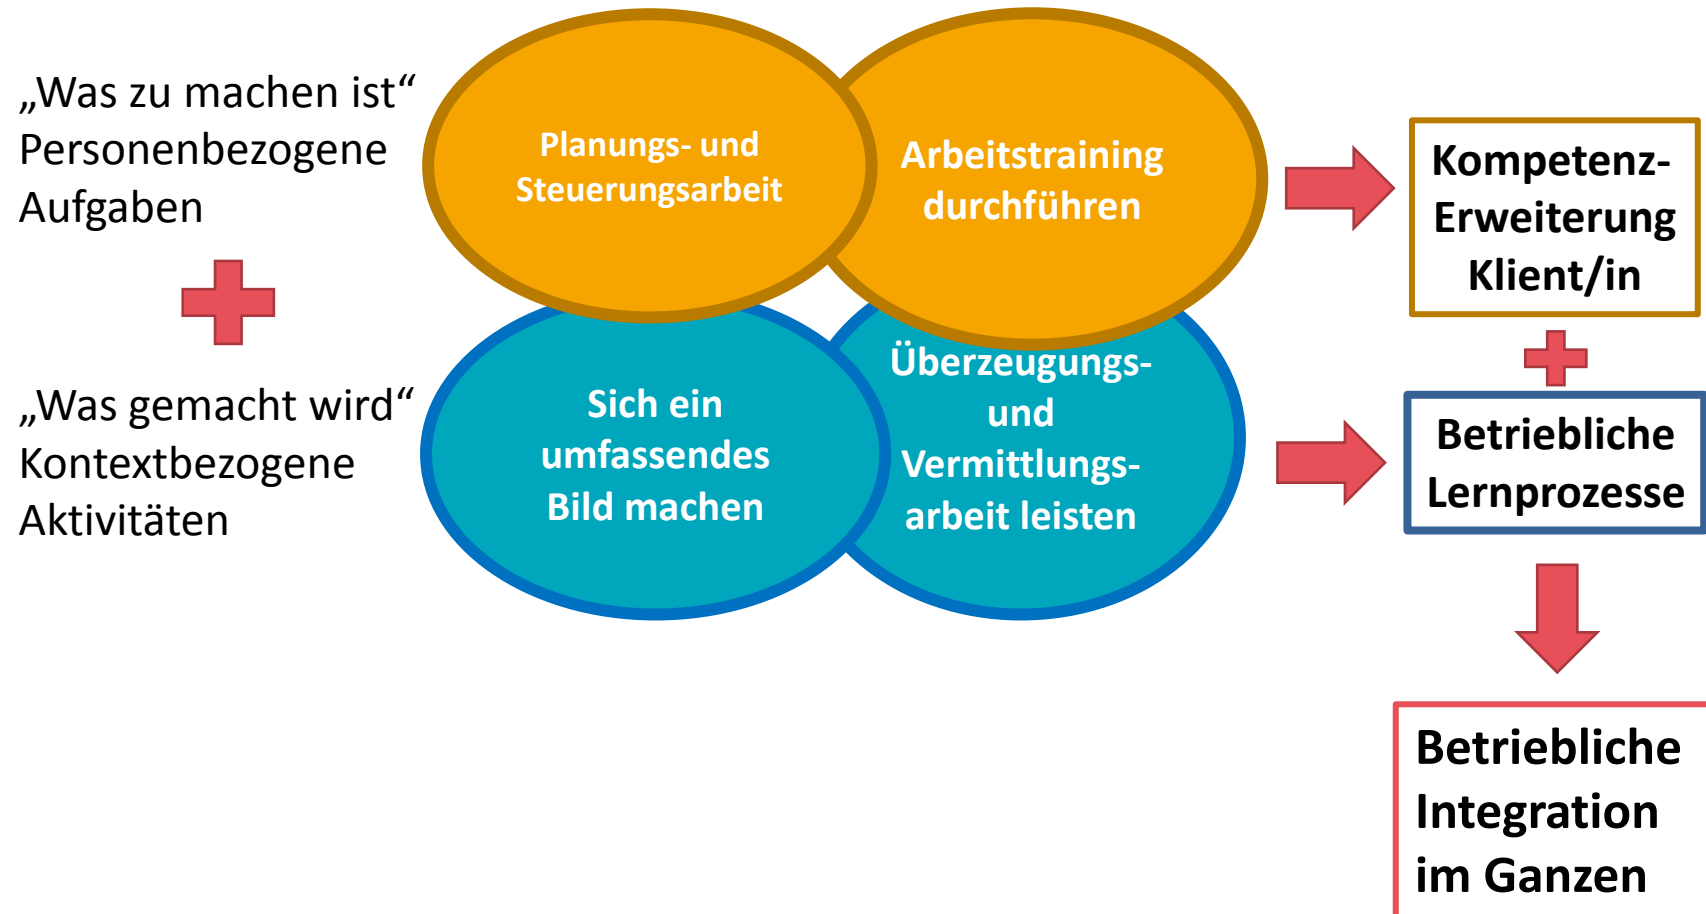 „Was zu machen ist“
Personenbezogene
Aufgaben
Planungs- und
Steuerungsarbeit
Arbeitstraining
durchführen
Kompetenz-
Erweiterung
Klient/in
„Was gemacht wird“
Kontextbezogene
Aktivitäten
Sich ein
umfassendes
Bild machen
Überzeugungs-
und
Vermittlungs-
arbeit leisten
Betriebliche
Lernprozesse
Betriebliche
Integration
im Ganzen